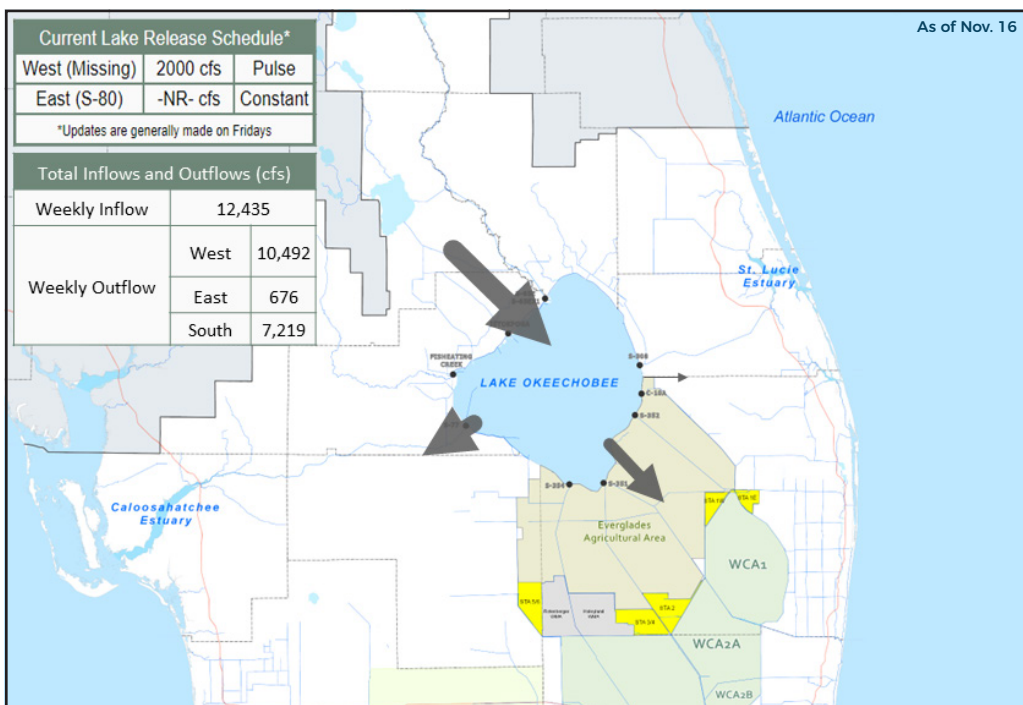 As of Nov. 16
Current Lake Release Schedule*
West (Missing) 2000 cfs Pulse
East (S-80) -NR- cfs Constant
*Updates are generally made on Fridays
Total Inflows and Outflows (cfs)
Weekly Inflow 12,435
Weekly Outflow
West 10,492
East 676
South 7,219
Atlantic Ocean
St. Lucie
Estuary
FISHEATING
CREEK
LAKE OKEECHOBEE
S-308
C-10A
S-352
S-354
S-351
Caloosahatchee
Estuary
Everglades
Agricultural Area
STA 1W
STA 1E
WCA1
STA 5/6
STA 2
STA 3/4
WCA2A
WCA2B